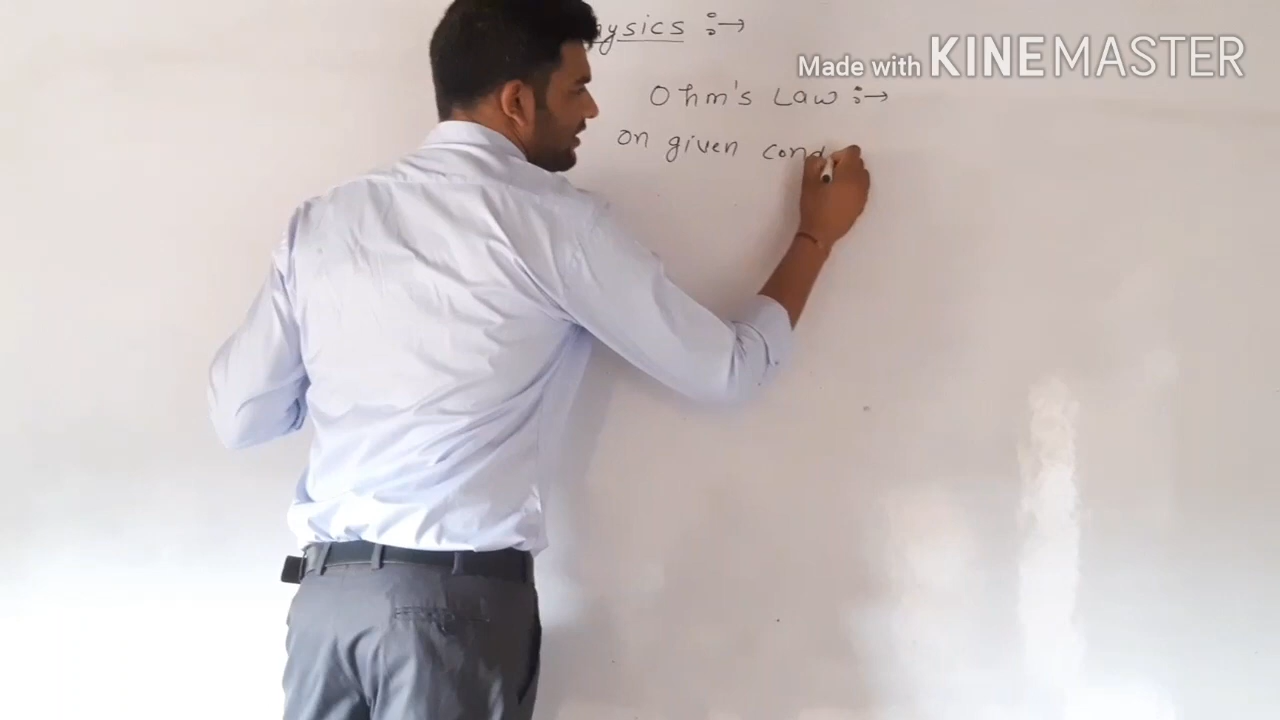 ysics :→
Made with KINEMASTER
Ohm's Law :→
on given cond